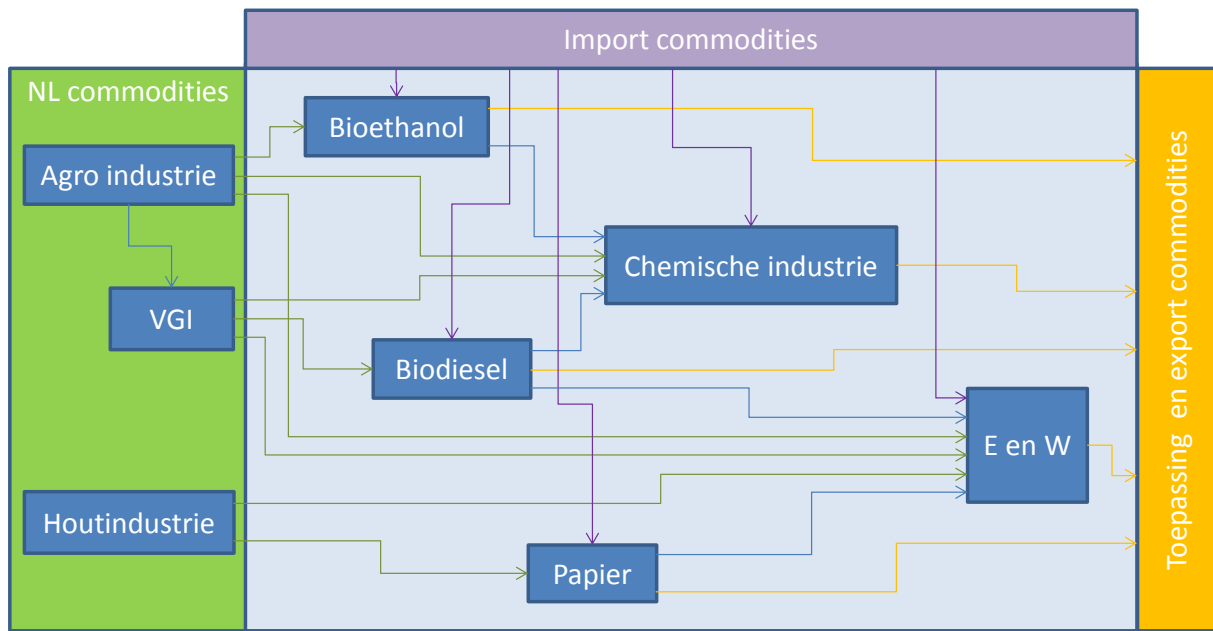 Import commodities
NL commodities
Bioethanol
Agro industrie
Chemische industrie
VGI
Biodiesel
E en W
Houtindustrie
Papier
Toepassing en export commodities